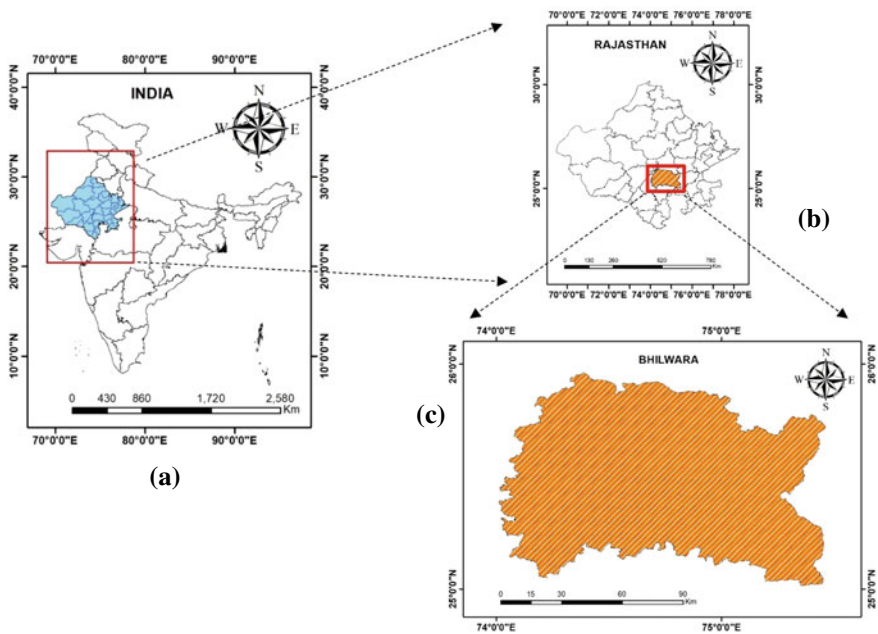 70°0'0"E 80°0'0"E 90°0'0"E
INDIA
N
W E
S
40°0'0"N
30°0'0"N
20°0'0"N
10°0'0"N
40°0'0"N
30°0'0"N
20°0'0"N
10°0'0"N
0 430 860 1,720 2,580
Km
70°0'0"E 80°0'0"E 90°0'0"E
(a)
70°0'0"E 72°0'0"E 74°0'0"E 76°0'0"E 78°0'0"E
RAJASTHAN
N
W E
S
30°0'0"N
25°0'0"N
30°0'0"N
25°0'0"N
0 130 260 520 780
Km
70°0'0"E 72°0'0"E 74°0'0"E 76°0'0"E 78°0'0"E
(b)
74°0'0"E 75°0'0"E
BHILWARA
N
W E
S
26°0'0"N
25°0'0"N
26°0'0"N
25°0'0"N
0 15 30 60 90
Km
74°0'0"E 75°0'0"E
(c)